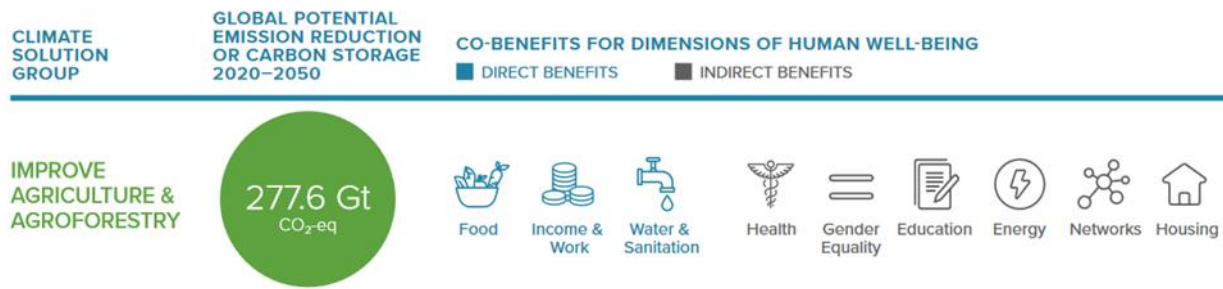 CLIMATE
SOLUTION
GROUP
GLOBAL POTENTIAL
EMISSION REDUCTION
OR CARBON STORAGE
2020–2050
CO-BENEFITS FOR DIMENSIONS OF HUMAN WELL-BEING
DIRECT BENEFITS
INDIRECT BENEFITS
IMPROVE
AGRICULTURE &
AGROFORESTRY
277.6 Gt
CO₂-eq
Food
Income &
Work
Water &
Sanitation
Health
Gender
Equality
Education
Energy
Networks
Housing